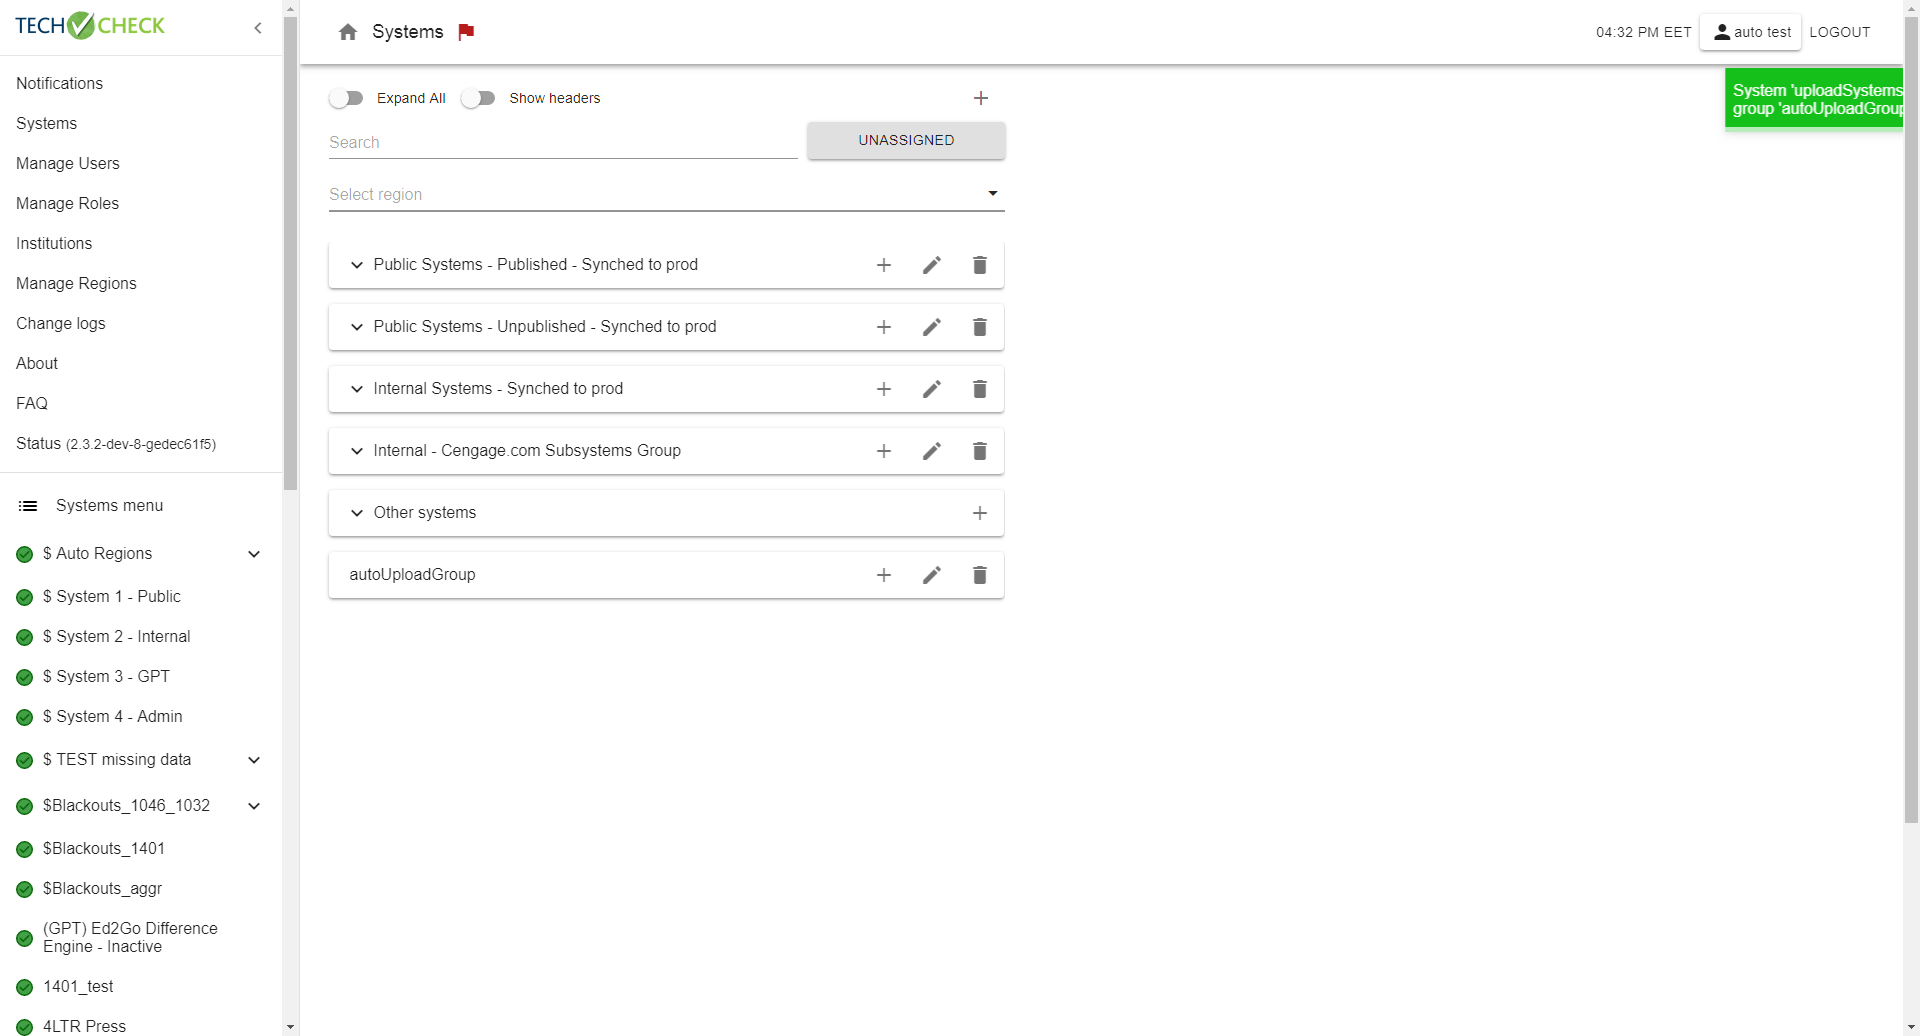 TECH CHECK
Notifications
Systems
Manage Users
Manage Roles
Institutions
Manage Regions
Change logs
About
FAQ
Status (2.3.2-dev-8-gedec61f5)
Systems menu
$ Auto Regions
$ System 1 - Public
$ System 2 - Internal
$ System 3 - GPT
$ System 4 - Admin
$ TEST missing data
$Blackouts_1046_1032
$Blackouts_1401
$Blackouts_aggr
(GPT) Ed2Go Difference
Engine - Inactive
1401_test
4LTR Press
Systems
04:32 PM EET
auto test
LOGOUT
System 'uploadSystems
group 'autoUploadGroup
Expand All
Show headers
Search
UNASSIGNED
Select region
Public Systems - Published - Synched to prod
Public Systems - Unpublished - Synched to prod
Internal Systems - Synched to prod
Internal - Cengage.com Subsystems Group
Other systems
autoUploadGroup